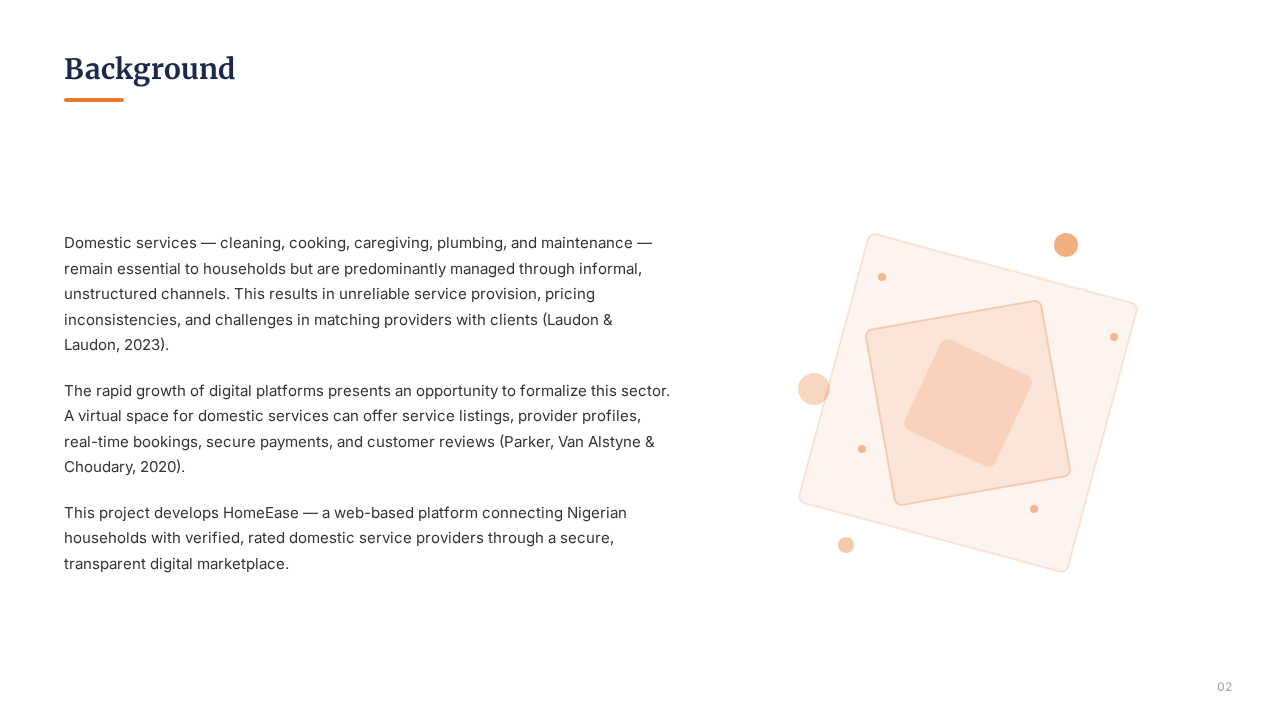 Background
Domestic services — cleaning, cooking, caregiving, plumbing, and maintenance —
remain essential to households but are predominantly managed through informal,
unstructured channels. This results in unreliable service provision, pricing
inconsistencies, and challenges in matching providers with clients (Laudon &
Laudon, 2023).
The rapid growth of digital platforms presents an opportunity to formalize this sector.
A virtual space for domestic services can offer service listings, provider profiles,
real-time bookings, secure payments, and customer reviews (Parker, Van Alstyne &
Choudary, 2020).
This project develops HomeEase — a web-based platform connecting Nigerian
households with verified, rated domestic service providers through a secure,
transparent digital marketplace.
02